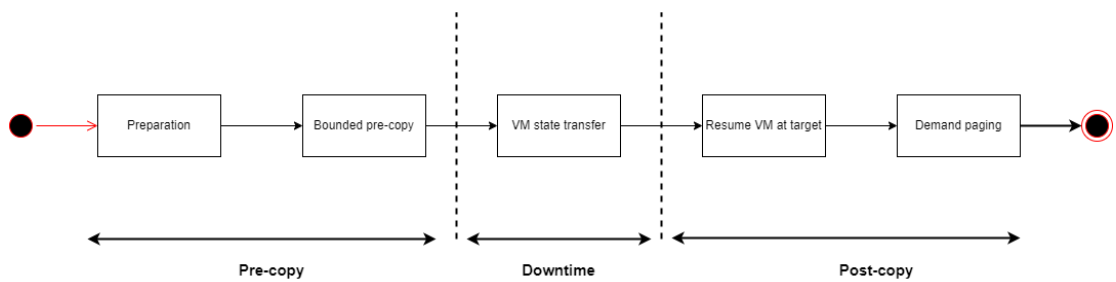 Preparation
Bounded pre-copy
VM state transfer
Resume VM at target
Demand paging
Pre-copy
Downtime
Post-copy